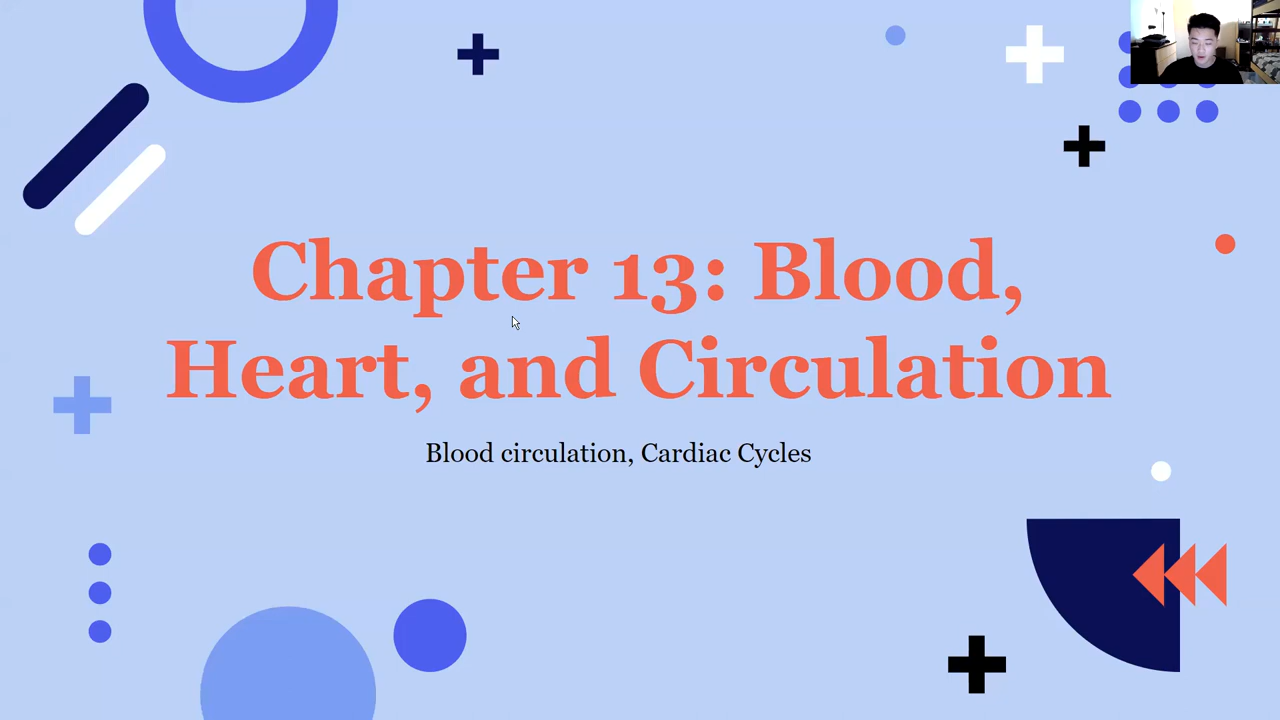 Chapter 13: Blood,
Heart, and Circulation
Blood circulation, Cardiac Cycles